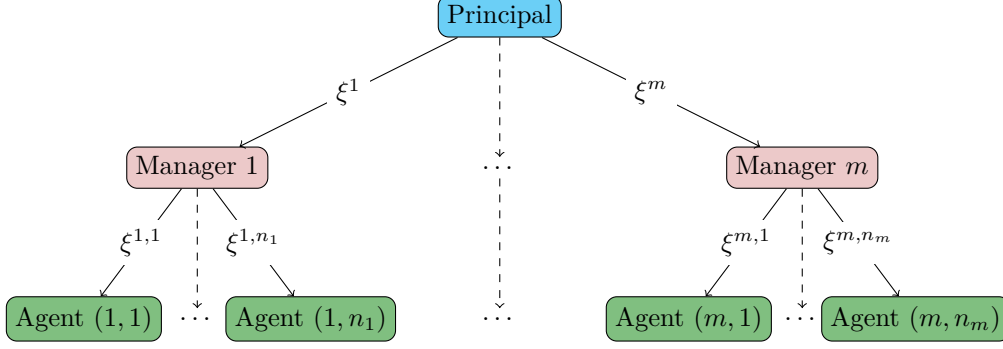 Principal
ξ^1
ξ^m
Manager 1
...
Manager m
ξ^{1,1}
ξ^{1,n_1}
ξ^{m,1}
ξ^{m,n_m}
Agent (1, 1)
...
Agent (1, n_1)
...
Agent (m, 1)
...
Agent (m, n_m)